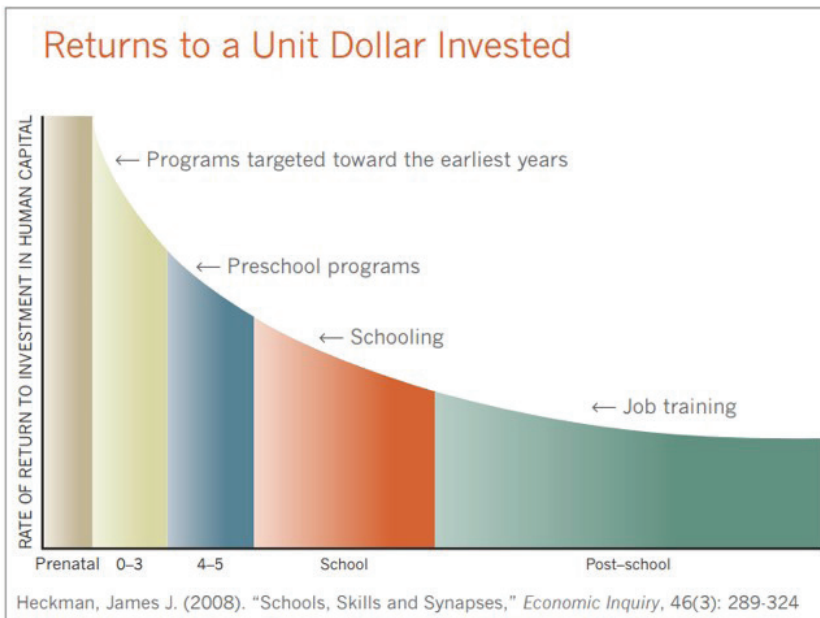 Returns to a Unit Dollar Invested
RATE OF RETURN TO INVESTMENT IN HUMAN CAPITAL
← Programs targeted toward the earliest years
← Preschool programs
← Schooling
← Job training
Prenatal 0–3 4–5 School Post–school
Heckman, James J. (2008). “Schools, Skills and Synapses,” Economic Inquiry, 46(3): 289-324